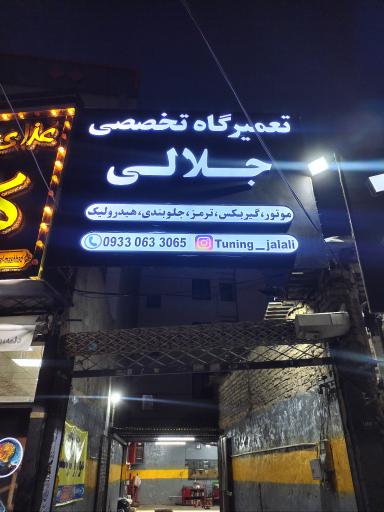 تعمیرگاه تخصصی
جلالی
موتور، گیربکس، ترمز، جلوبندی، هیدرولیک
0933 063 3065 Tuning_jalali